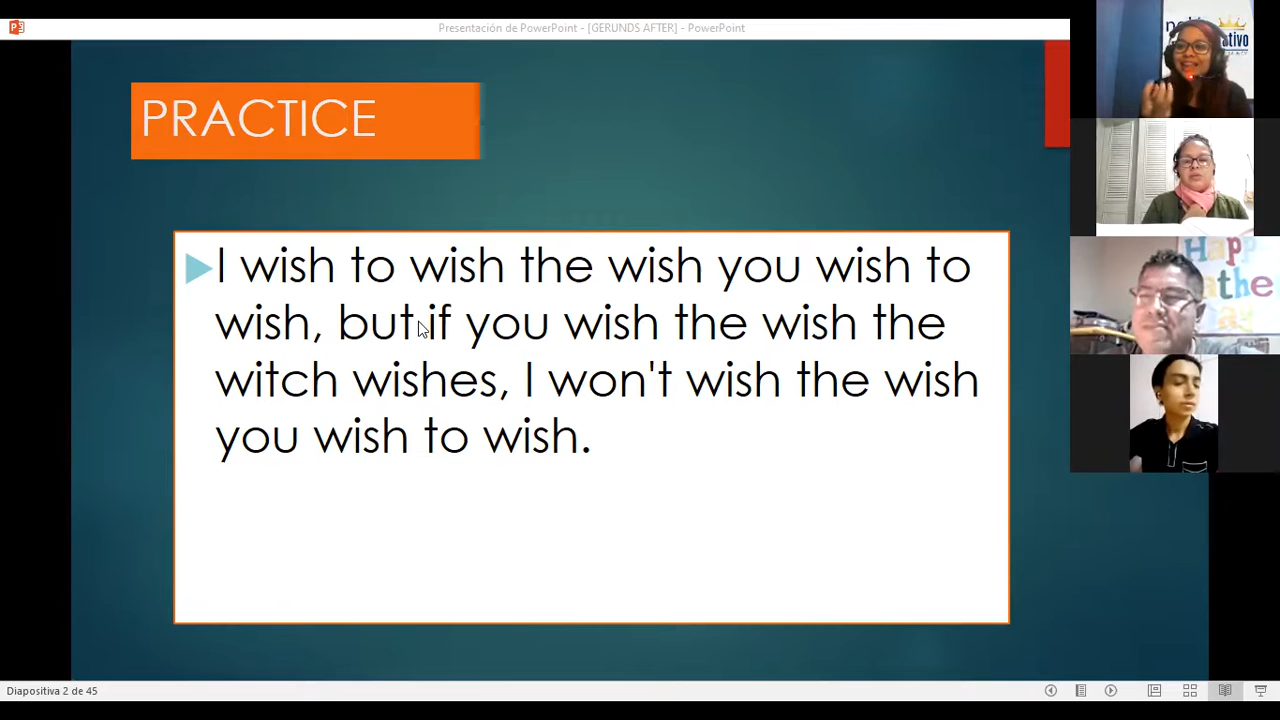 Presentación de PowerPoint - [GERUNDS AFTER] - PowerPoint
PRACTICE
I wish to wish the wish you wish to
wish, but if you wish the wish the
witch wishes, I won't wish the wish
you wish to wish.
Diapositiva 2 de 45